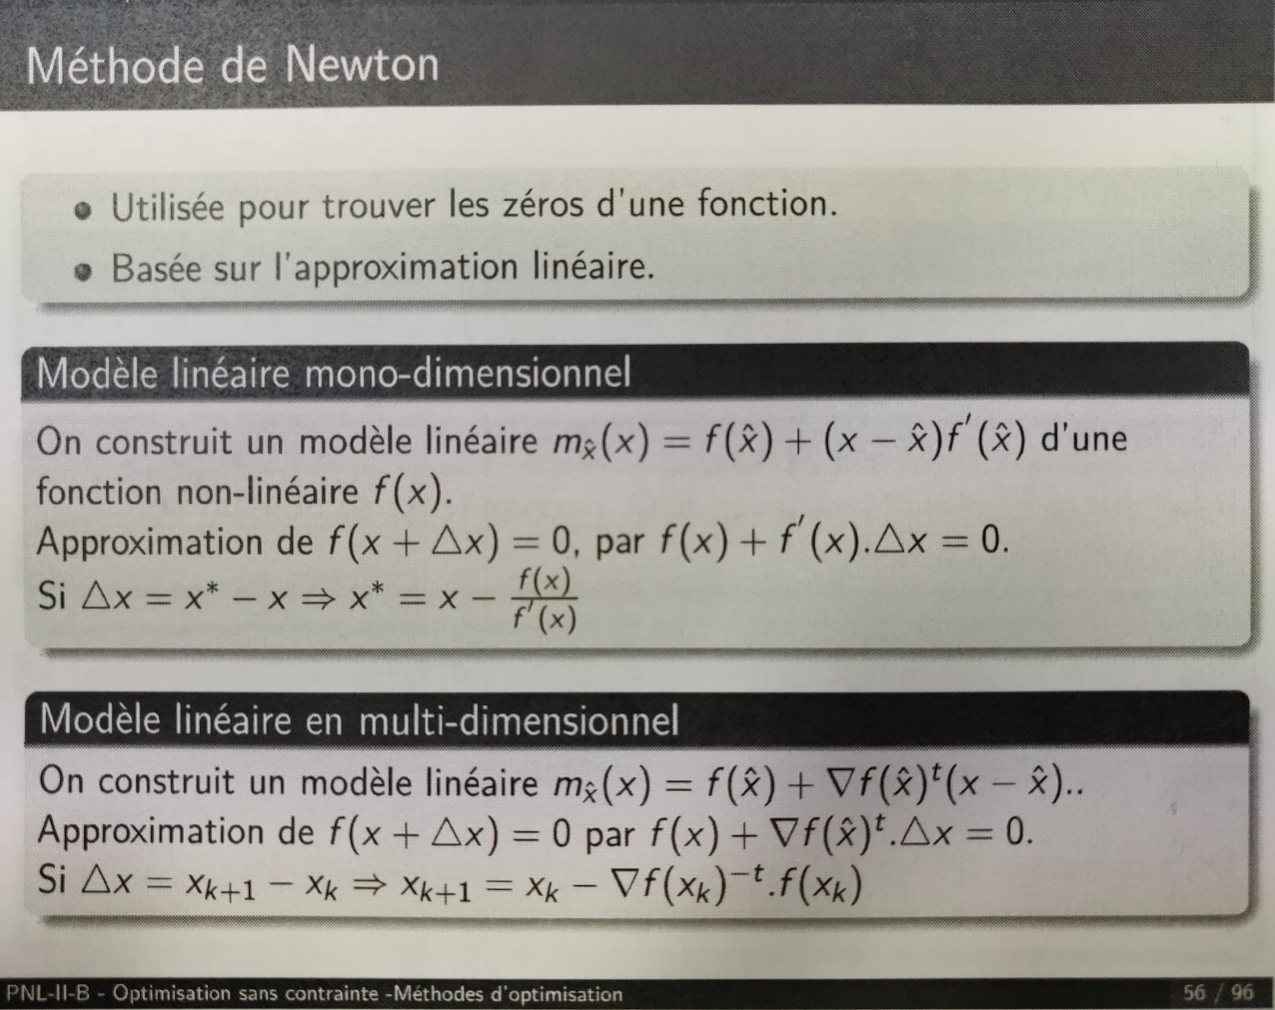 Méthode de Newton
• Utilisée pour trouver les zéros d'une fonction.
• Basée sur l'approximation linéaire.
Modèle linéaire mono-dimensionnel
On construit un modèle linéaire $m_{\hat{x}}(x) = f(\hat{x}) + (x - \hat{x})f'(\hat{x})$ d'une
fonction non-linéaire $f(x)$.
Approximation de $f(x + \triangle x) = 0$, par $f(x) + f'(x).\triangle x = 0$.
Si $\triangle x = x^* - x \Rightarrow x^* = x - \frac{f(x)}{f'(x)}$
Modèle linéaire en multi-dimensionnel
On construit un modèle linéaire $m_{\hat{x}}(x) = f(\hat{x}) + \nabla f(\hat{x})^t(x - \hat{x})$..
Approximation de $f(x + \triangle x) = 0$ par $f(x) + \nabla f(\hat{x})^t.\triangle x = 0$.
Si $\triangle x = x_{k+1} - x_k \Rightarrow x_{k+1} = x_k - \nabla f(x_k)^{-t}.f(x_k)$
PNL-II-B - Optimisation sans contrainte -Méthodes d'optimisation 56 / 96